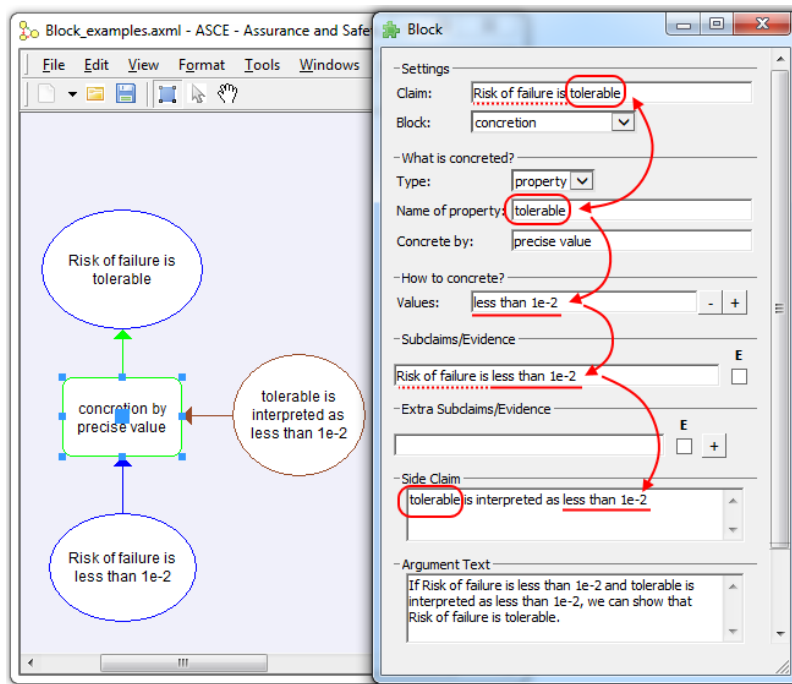 Block_examples.axml - ASCE - Assurance and Safe
File Edit View Format Tools Windows
Risk of failure is
tolerable
concretion by
precise value
tolerable is
interpreted as
less than 1e-2
Risk of failure is
less than 1e-2
Block
Settings
Claim: Risk of failure is tolerable
Block: concretion
What is concreted?
Type: property
Name of property: tolerable
Concrete by: precise value
How to concrete?
Values: less than 1e-2 - +
Subclaims/Evidence
E
Risk of failure is less than 1e-2
Extra Subclaims/Evidence
E
+
Side Claim
tolerable is interpreted as less than 1e-2
Argument Text
If Risk of failure is less than 1e-2 and tolerable is
interpreted as less than 1e-2, we can show that
Risk of failure is tolerable.